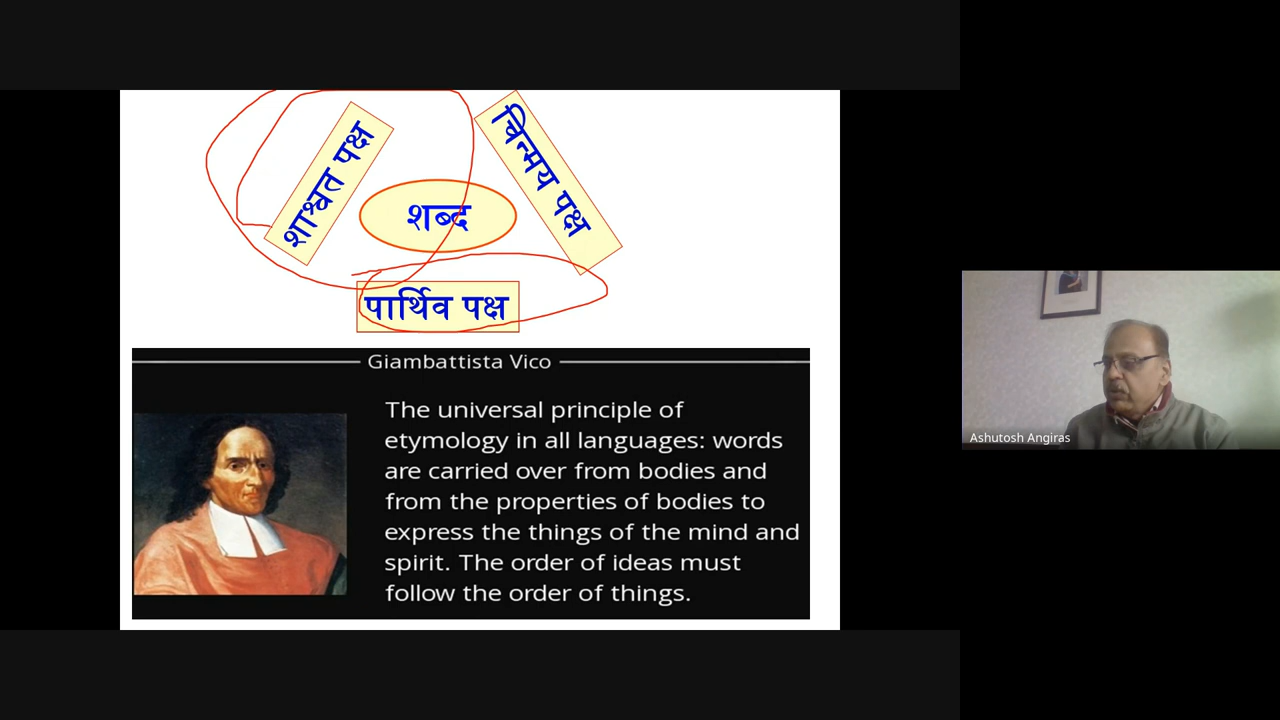 शाश्वत पक्ष
चिन्मय पक्ष
शब्द
पार्थिव पक्ष
Giambattista Vico
The universal principle of
etymology in all languages: words
are carried over from bodies and
from the properties of bodies to
express the things of the mind and
spirit. The order of ideas must
follow the order of things.
Ashutosh Angiras